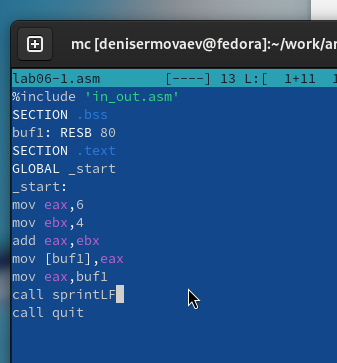 mc [denisermovaev@fedora]:~/work/ar
lab06-1.asm [----] 13 L:[ 1+11 1
%include 'in_out.asm'
SECTION .bss
buf1: RESB 80
SECTION .text
GLOBAL _start
_start:
mov eax,6
mov ebx,4
add eax,ebx
mov [buf1],eax
mov eax,buf1
call sprintLF
call quit